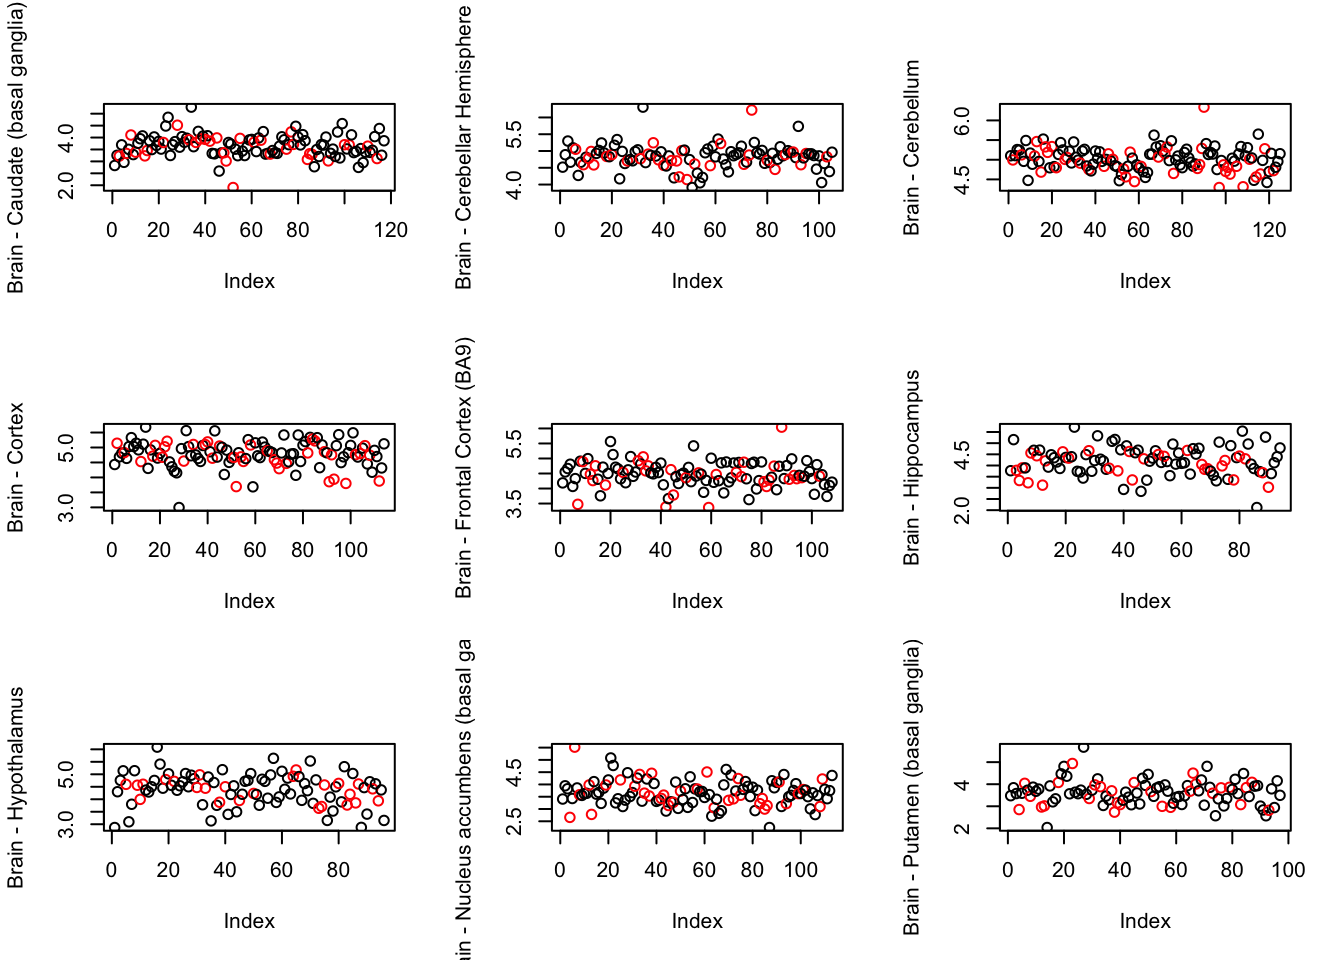 Brain - Caudate (basal ganglia)
2.0 4.0
0 20 40 60 80 120
Index
Brain - Cerebellar Hemisphere
4.0 5.5
0 20 40 60 80 100
Index
Brain - Cerebellum
4.5 6.0
0 20 40 60 80 120
Index
Brain - Cortex
3.0 5.0
0 20 40 60 80 100
Index
Brain - Frontal Cortex (BA9)
3.5 5.5
0 20 40 60 80 100
Index
Brain - Hippocampus
2.0 4.5
0 20 40 60 80
Index
Brain - Hypothalamus
3.0 5.0
0 20 40 60 80
Index
ain - Nucleus accumbens (basal ga
2.5 4.5
0 20 40 60 80 100
Index
Brain - Putamen (basal ganglia)
2 4
0 20 40 60 80 100
Index